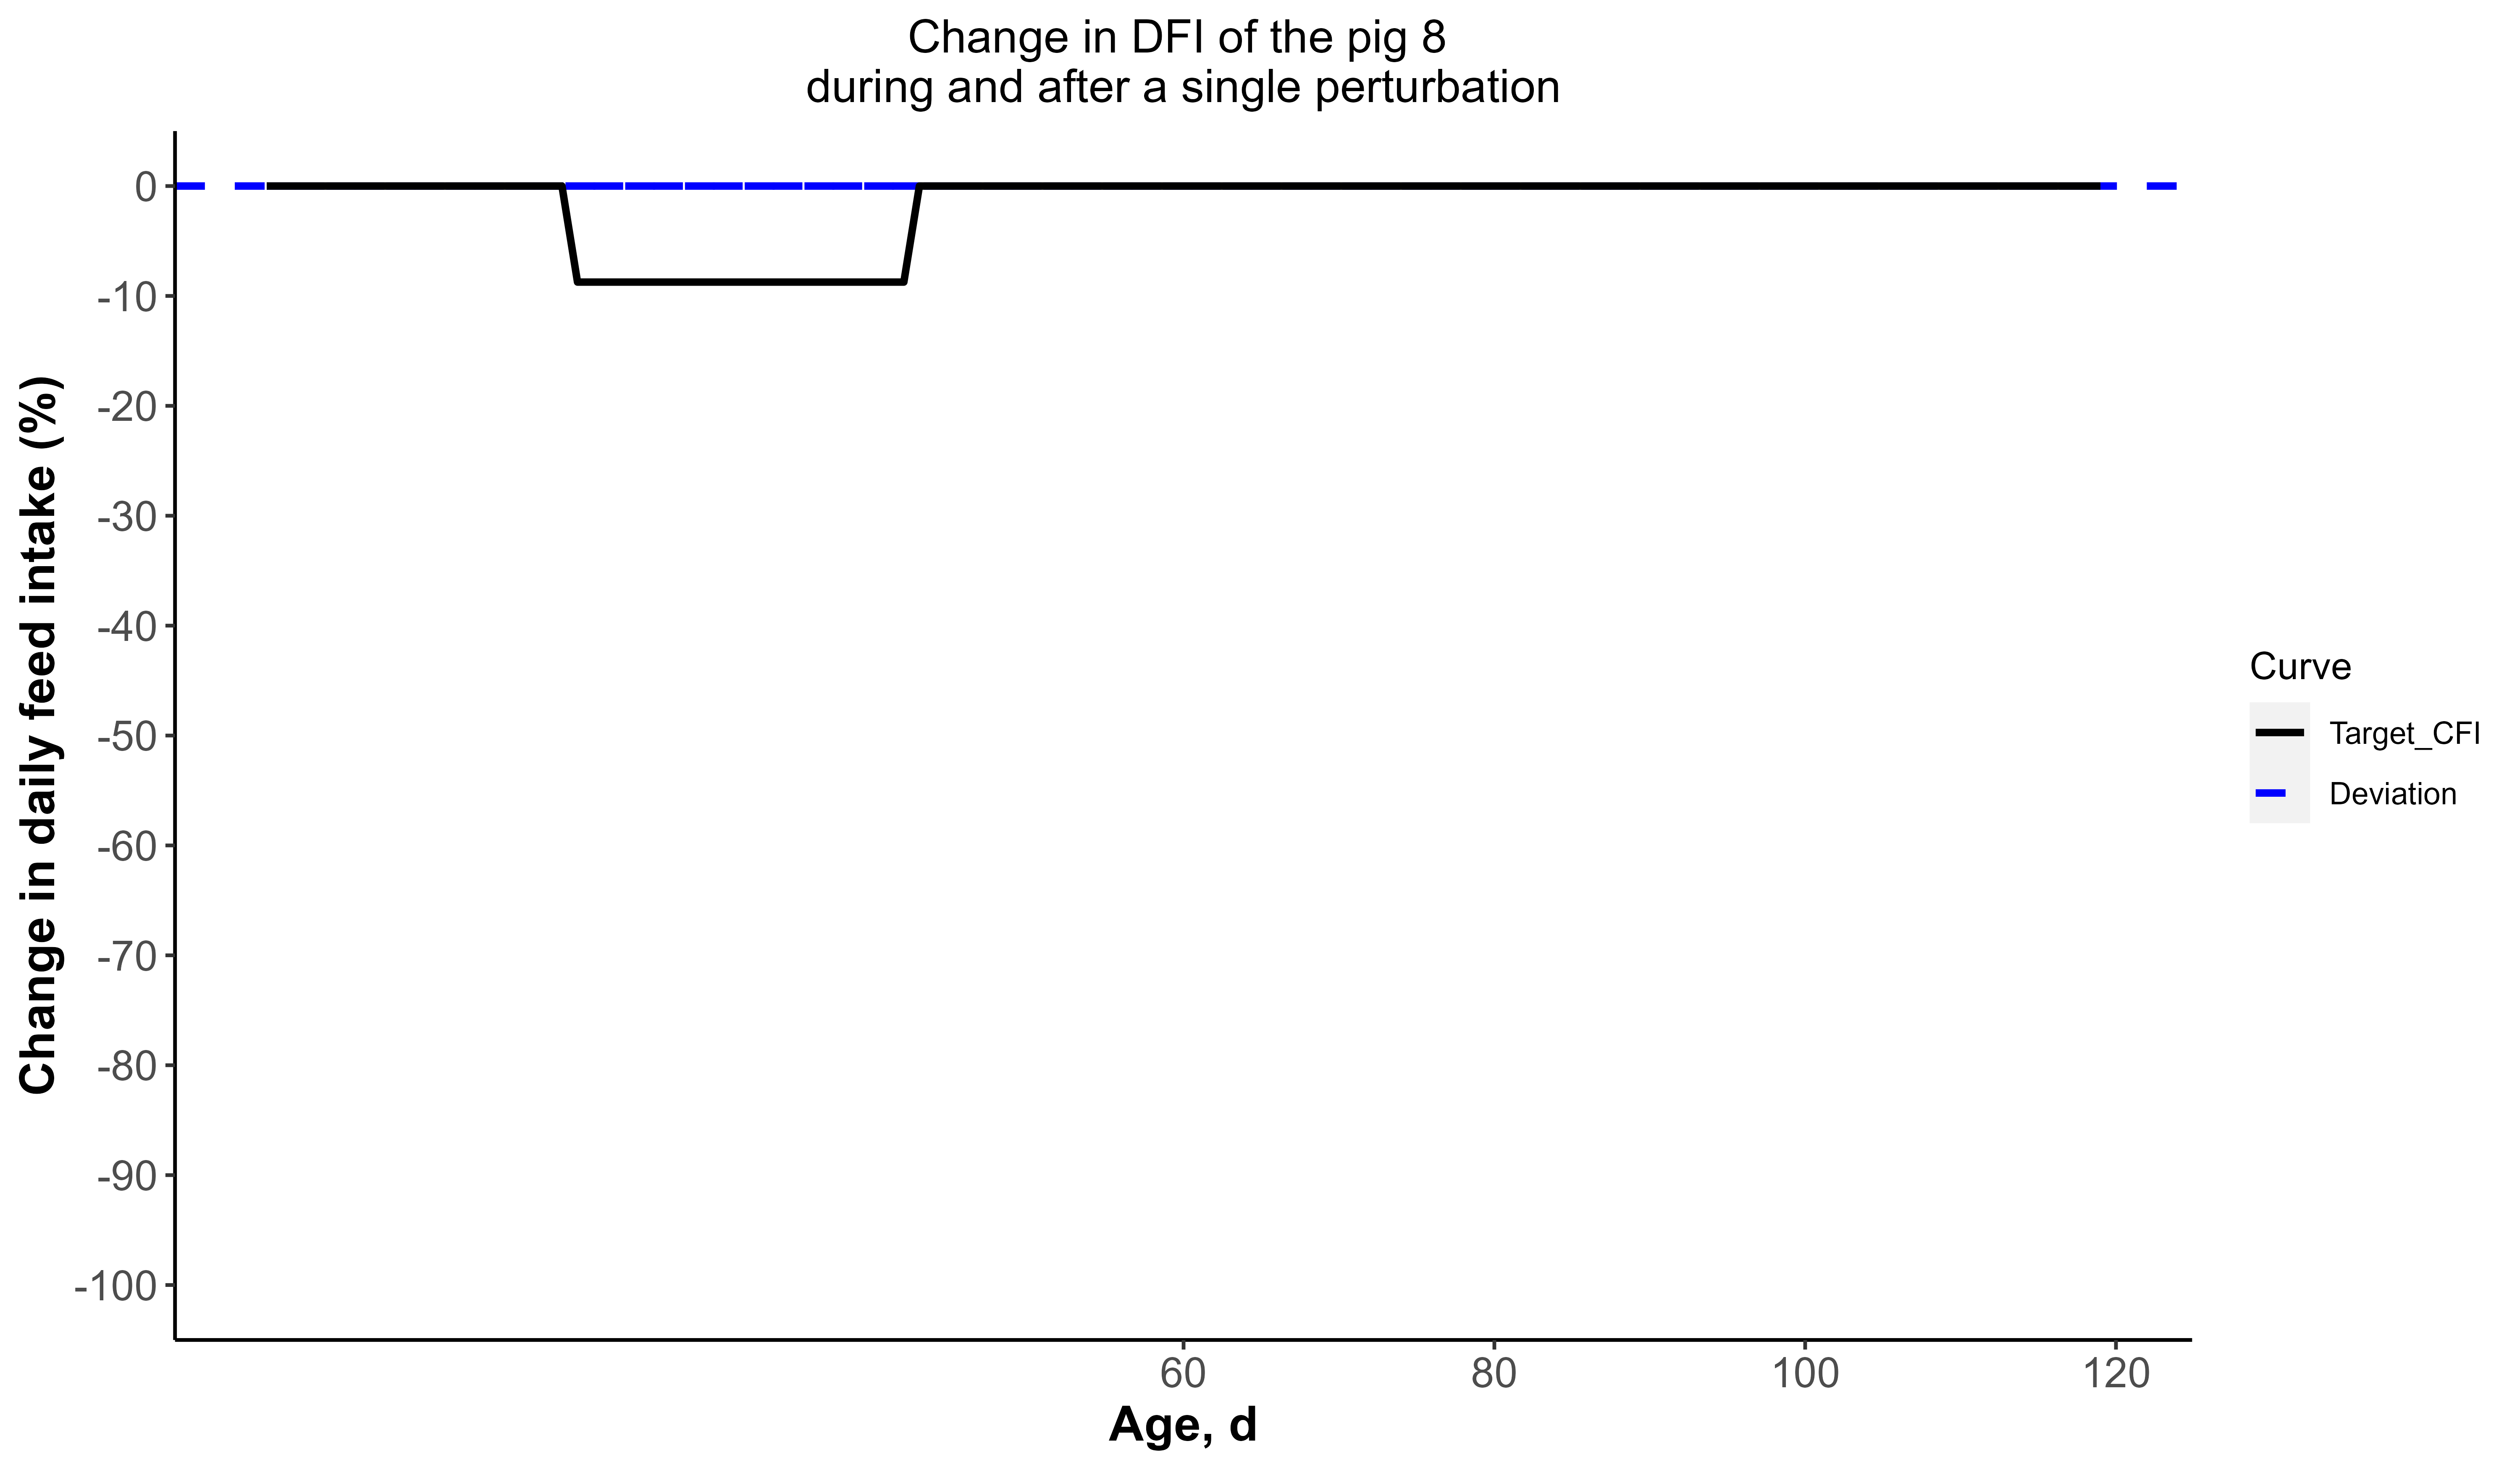 Change in DFI of the pig 8
during and after a single perturbation
Change in daily feed intake (%)
0
-10
-20
-30
-40
-50
-60
-70
-80
-90
-100
60 80 100 120
Age, d
Curve
Target_CFI
Deviation